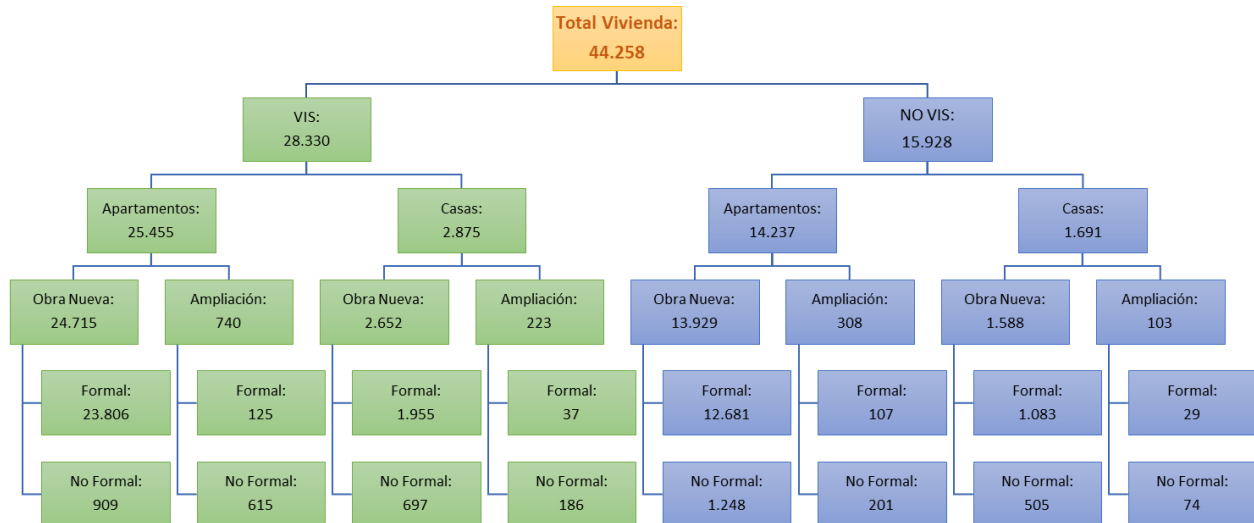 Total Vivienda:
44.258
VIS:
28.330
NO VIS:
15.928
Apartamentos:
25.455
Casas:
2.875
Apartamentos:
14.237
Casas:
1.691
Obra Nueva:
24.715
Ampliación:
740
Obra Nueva:
2.652
Ampliación:
223
Obra Nueva:
13.929
Ampliación:
308
Obra Nueva:
1.588
Ampliación:
103
Formal:
23.806
Formal:
125
Formal:
1.955
Formal:
37
Formal:
12.681
Formal:
107
Formal:
1.083
Formal:
29
No Formal:
909
No Formal:
615
No Formal:
697
No Formal:
186
No Formal:
1.248
No Formal:
201
No Formal:
505
No Formal:
74